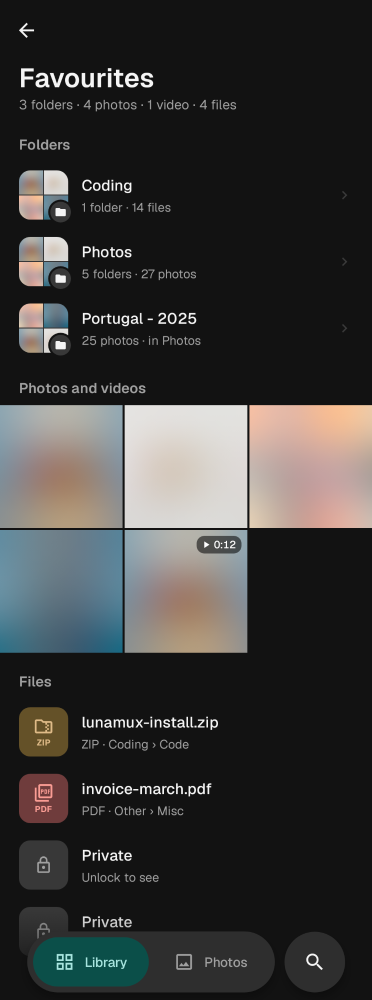 Favourites
3 folders · 4 photos · 1 video · 4 files
Folders
Coding
1 folder · 14 files
Photos
5 folders · 27 photos
Portugal - 2025
25 photos · in Photos
Photos and videos
0:12
Files
ZIP
lunamux-install.zip
ZIP · Coding › Code
PDF
PDF
invoice-march.pdf
PDF · Other › Misc
Private
Unlock to see
Private
Library
Photos